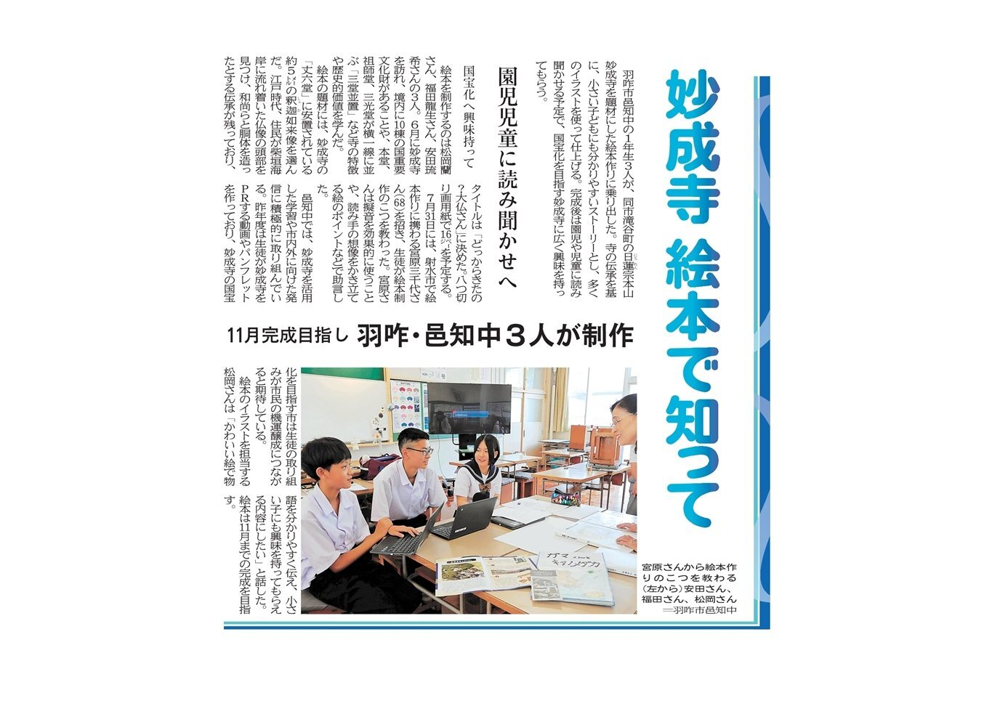 妙成寺 絵本で知って
園児児童に読み聞かせへ
11月完成目指し 羽咋・邑知中3人が制作
羽咋市邑知中の1年生3人が、同市滝谷町の日蓮宗本山
妙成寺を題材にした絵本作りに乗り出した。寺の伝承を基
に、小さい子どもにも分かりやすいストーリーとし、多く
のイラストを使って仕上げる。完成後は園児や児童に読み
聞かせる予定で、国宝化を目指す妙成寺に広く興味を持っ
てもらう。
国宝化へ興味持って
絵本を制作するのは松岡蘭
さん、福田龍生さん、安田琉
希さんの3人。6月に妙成寺
を訪れ、境内に10棟の国重要
文化財があることや、本堂、
祖師堂、三光堂が横一線に並
ぶ「三堂並置」など寺の特徴
や歴史的価値を学んだ。
絵本の題材には、妙成寺の
「丈六堂」に安置されている
約5メートルの釈迦如来像を選ん
だ。江戸時代、住民が柴垣海
岸に流れ着いた仏像の頭部を
見つけ、和尚らと胴体を造っ
たとする伝承が残っており、
タイトルは「どっからきたの
?大仏さん」に決めた。八つ切
り画用紙で16ページを予定する。
7月31日には、射水市で絵
本作りに携わる宮原三千代さ
ん(68)を招き、生徒が絵本制
作のこつを教わった。宮原さ
んは擬音を効果的に使うこと
や、読み手の想像をかき立て
る絵のポイントなどで助言し
た。
邑知中では、妙成寺を活用
した学習や市内外に向けた発
信に積極的に取り組んでい
る。昨年度は生徒が妙成寺を
PRする動画やパンフレット
を作っており、妙成寺の国宝
化を目指す市は生徒の取り組
みが市民の機運醸成につなが
ると期待している。
絵本のイラストを担当する
松岡さんは「かわいい絵で物
語を分かりやすく伝え、小さ
い子にも興味を持ってもらえ
る内容にしたい」と話した。
絵本は11月までの完成を目指
す。
宮原さんから絵本作
りのこつを教わる
(左から)安田さん、
福田さん、松岡さん
=羽咋市邑知中